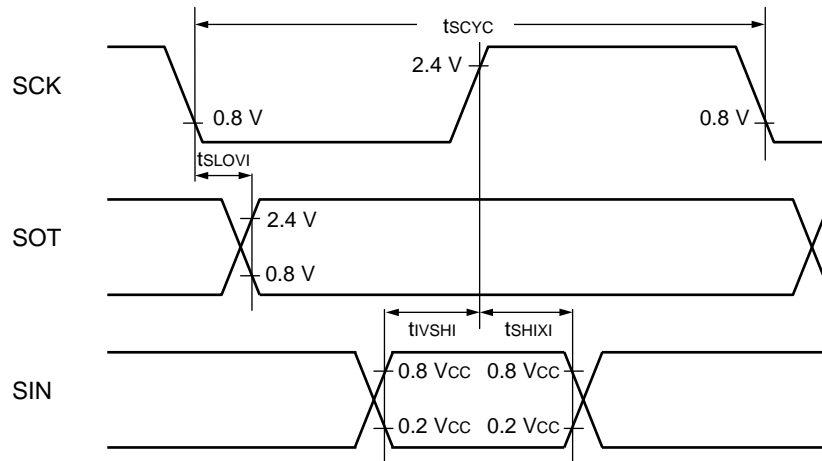 tSCYC
SCK
2.4 V
0.8 V
0.8 V
tSLOVI
SOT
2.4 V
0.8 V
tIVSHI
tSHIXI
SIN
0.8 VCC
0.8 VCC
0.2 VCC
0.2 VCC